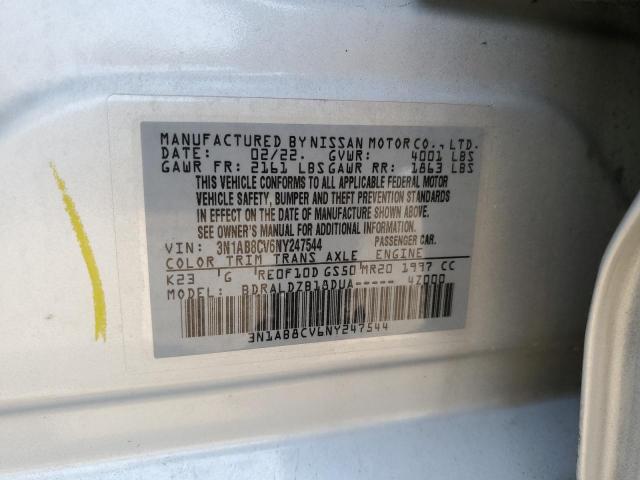 MANUFACTURED BY NISSAN MOTOR CO., LTD.
DATE: 02/22. GVWR: 4001 LBS
GAWR FR: 2161 LBS GAWR RR: 1863 LBS
THIS VEHICLE CONFORMS TO ALL APPLICABLE FEDERAL MOTOR
VEHICLE SAFETY, BUMPER AND THEFT PREVENTION STANDARDS
IN EFFECT ON THE DATE OF MANUFACTURE SHOWN ABOVE.
SEE OWNER'S MANUAL FOR ADDITIONAL INFORMATION.
VIN: 3N1AB8CV6NY247544 PASSENGER CAR.
COLOR TRIM TRANS AXLE ENGINE
K23 G RE0F10D GS50 MR20 1997 CC
MODEL: BDRALDZB18DUA----- 4Z000
3N1AB8CV6NY247544